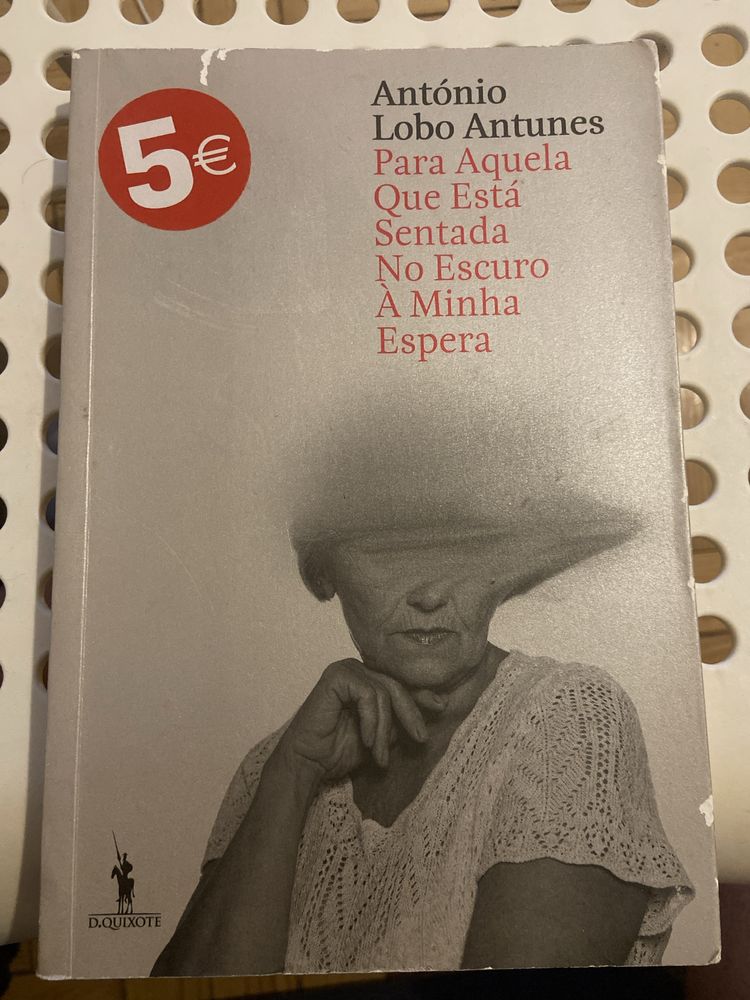 5€
António
Lobo Antunes
Para Aquela
Que Está
Sentada
No Escuro
À Minha
Espera
D.QUIXOTE